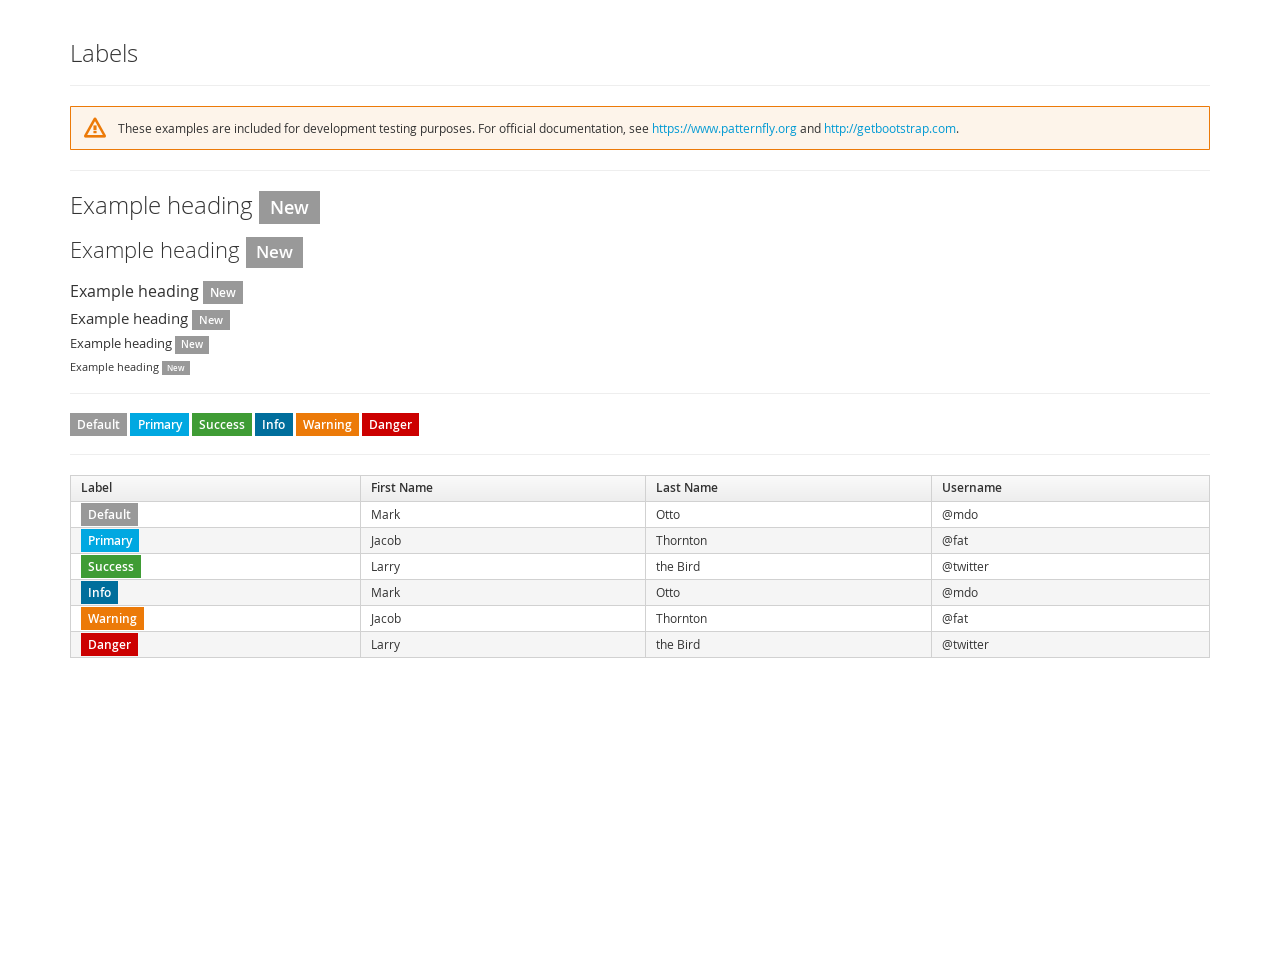 Labels
These examples are included for development testing purposes. For official documentation, see https://www.patternfly.org and http://getbootstrap.com.
Example heading New
Example heading New
Example heading New
Example heading New
Example heading New
Example heading New
Default Primary Success Info Warning Danger
Label First Name Last Name Username
Default Mark Otto @mdo
Primary Jacob Thornton @fat
Success Larry the Bird @twitter
Info Mark Otto @mdo
Warning Jacob Thornton @fat
Danger Larry the Bird @twitter